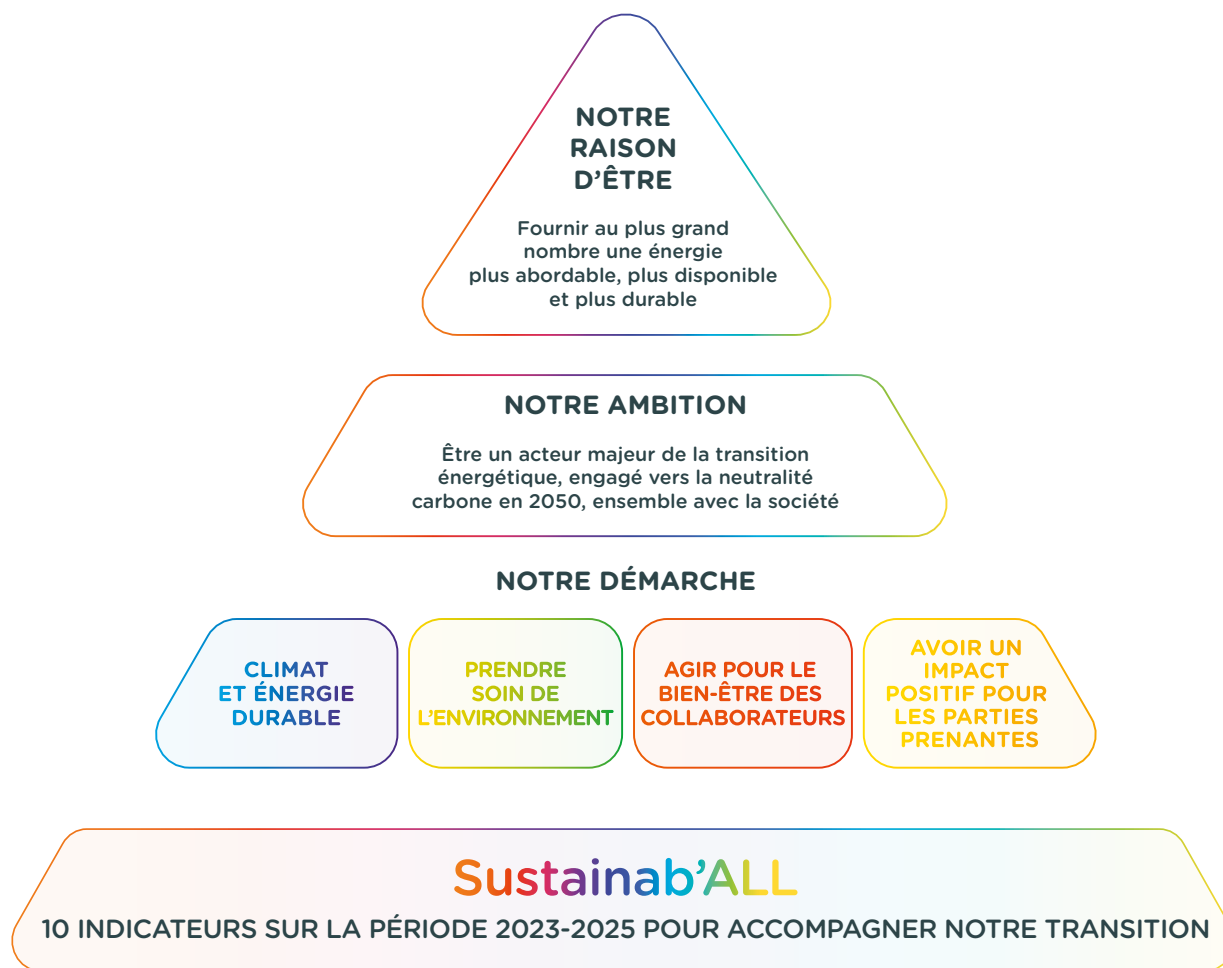 NOTRE
RAISON
D’ÊTRE
Fournir au plus grand
nombre une énergie
plus abordable, plus disponible
et plus durable
NOTRE AMBITION
Être un acteur majeur de la transition
énergétique, engagé vers la neutralité
carbone en 2050, ensemble avec la société
NOTRE DÉMARCHE
CLIMAT
ET ÉNERGIE
DURABLE
PRENDRE
SOIN DE
L’ENVIRONNEMENT
AGIR POUR LE
BIEN-ÊTRE DES
COLLABORATEURS
AVOIR UN
IMPACT
POSITIF POUR
LES PARTIES
PRENANTES
Sustainab’ALL
10 INDICATEURS SUR LA PÉRIODE 2023-2025 POUR ACCOMPAGNER NOTRE TRANSITION